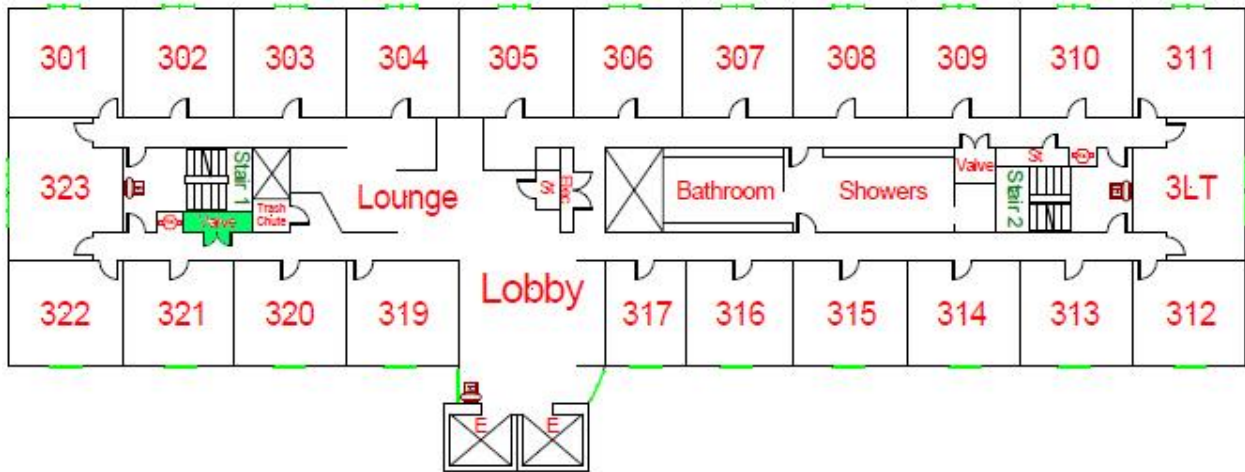 301 302 303 304 305 306 307 308 309 310 311
Stair 1
St
Elec
Valve
St
323
Lounge
Bathroom
Showers
Stair 2
3LT
Trash
Chute
Valve
Lobby
322 321 320 319 317 316 315 314 313 312
E E